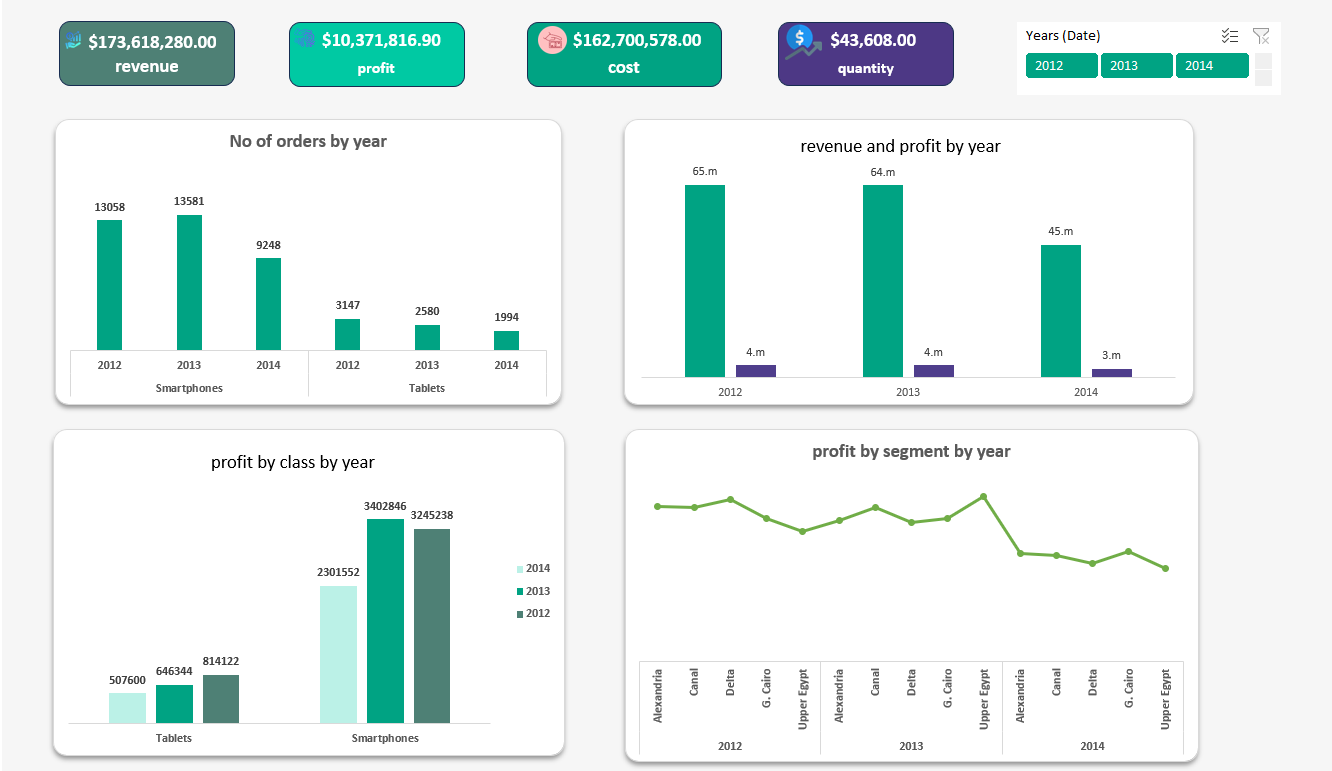 $173,618,280.00
revenue
$10,371,816.90
profit
$162,700,578.00
cost
$43,608.00
quantity
Years (Date)
2012 2013 2014
No of orders by year
13058
13581
9248
3147
2580
1994
2012 2013 2014 2012 2013 2014
Smartphones Tablets
revenue and profit by year
65.m
64.m
45.m
4.m
4.m
3.m
2012 2013 2014
profit by class by year
3402846
3245238
2301552
814122
646344
507600
2014
2013
2012
Tablets Smartphones
profit by segment by year
Alexandria
Canal
Delta
G. Cairo
Upper Egypt
Alexandria
Canal
Delta
G. Cairo
Upper Egypt
Alexandria
Canal
Delta
G. Cairo
Upper Egypt
2012 2013 2014